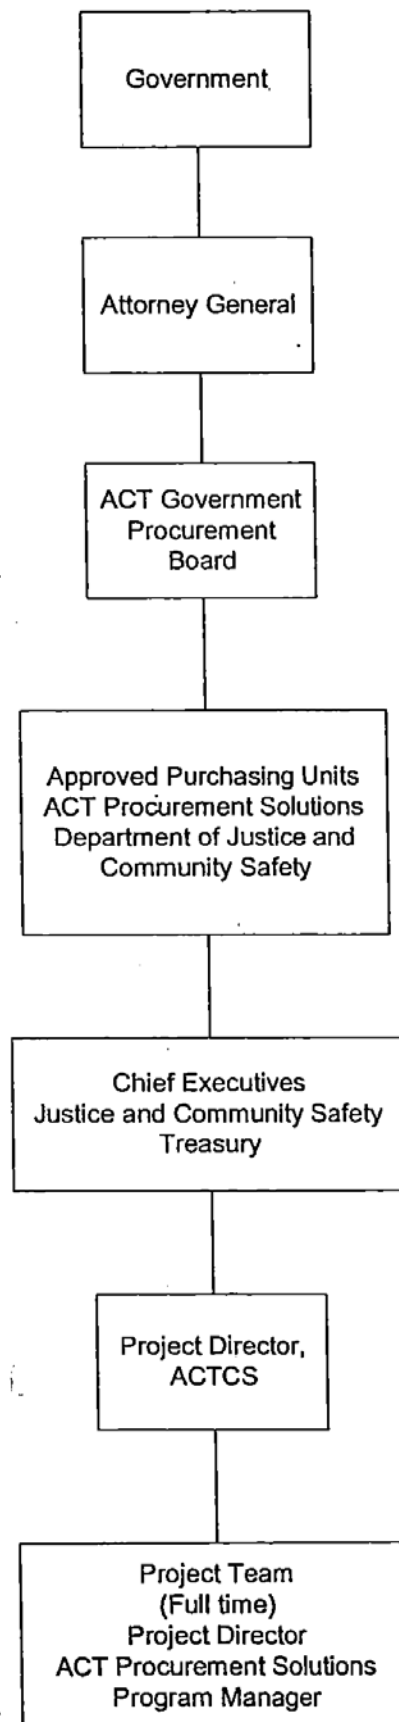 Government
Attorney General
ACT Government
Procurement
Board
Approved Purchasing Units
ACT Procurement Solutions
Department of Justice and
Community Safety
Chief Executives
Justice and Community Safety
Treasury
Project Director,
ACTCS
Project Team
(Full time)
Project Director
ACT Procurement Solutions
Program Manager